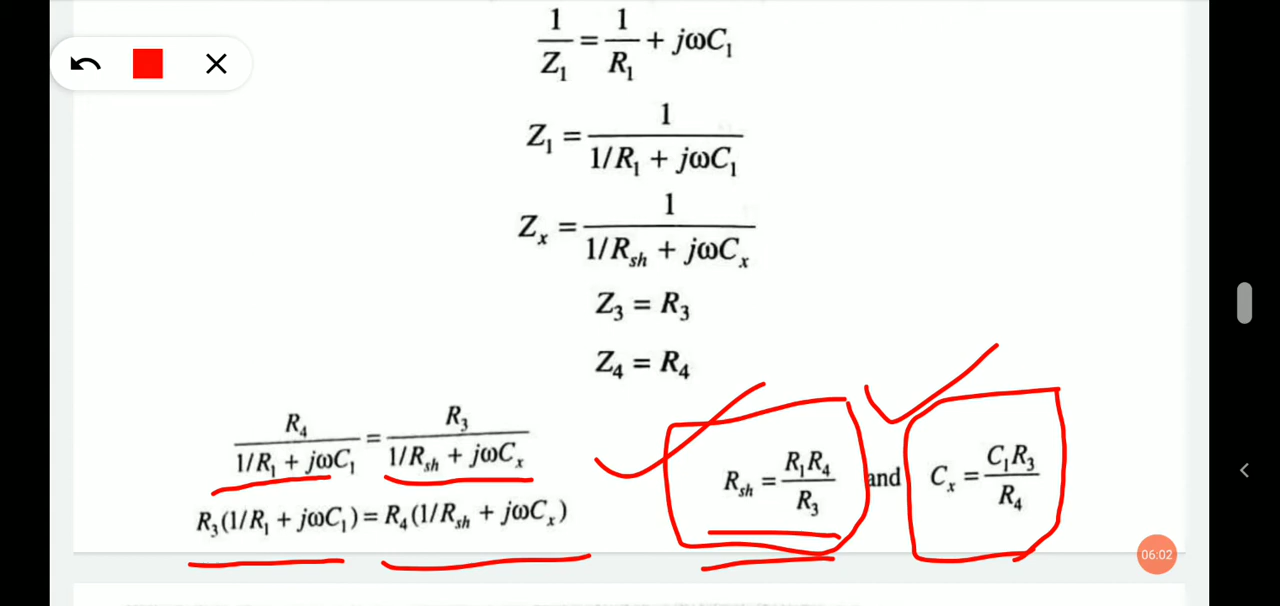 1/Z₁ = 1/R₁ + jωC₁
Z₁ = 1/(1/R₁ + jωC₁)
Zₓ = 1/(1/R_sh + jωCₓ)
Z₃ = R₃
Z₄ = R₄
R₄/(1/R₁ + jωC₁) = R₃/(1/R_sh + jωCₓ)
R₃(1/R₁ + jωC₁) = R₄(1/R_sh + jωCₓ)
R_sh = R₁R₄/R₃ and Cₓ = C₁R₃/R₄
06:02